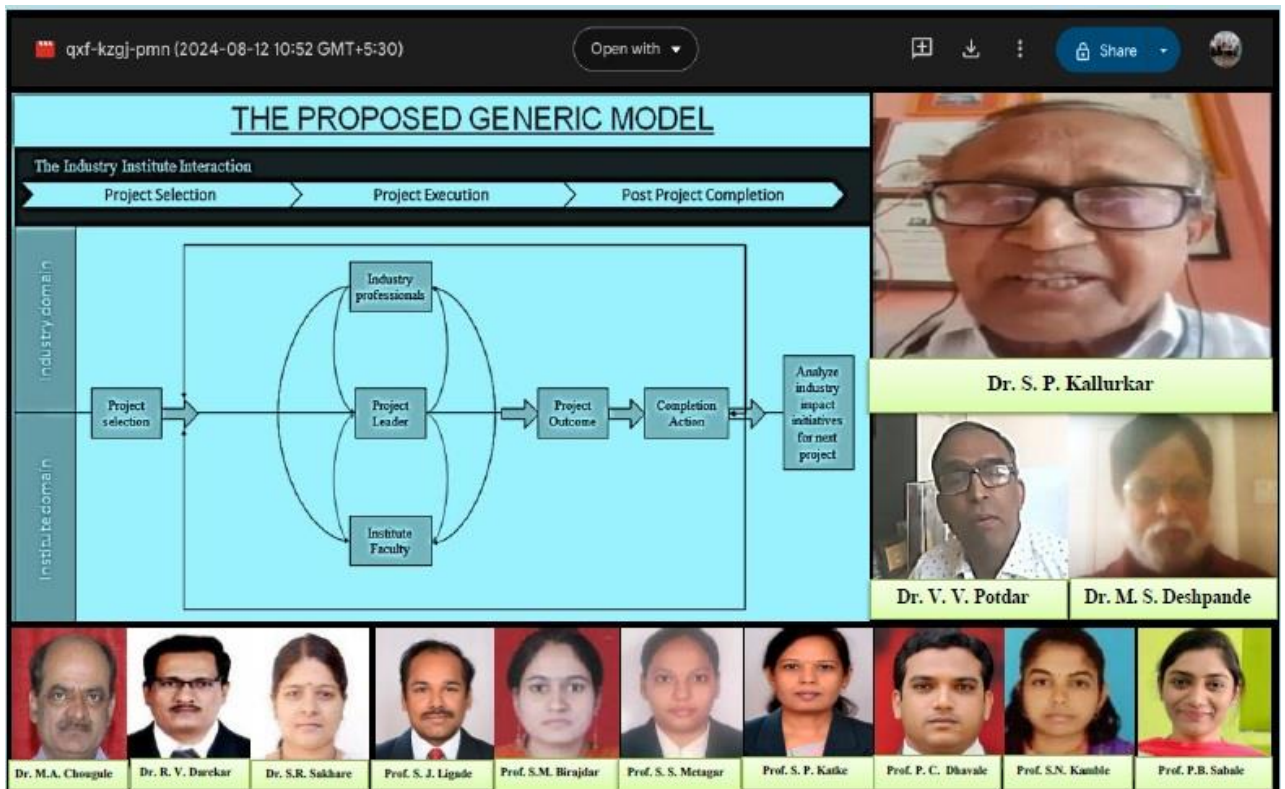 qxf-kzgj-pmn (2024-08-12 10:52 GMT+5:30)
Open with
Share
THE PROPOSED GENERIC MODEL
The Industry Institute Interaction
Project Selection
Project Execution
Post Project Completion
Industry domain
Institute domain
Industry
professionals
Project
selection
Project
Leader
Project
Outcome
Completion
Action
Analyze
industry
impact
initiatives
for next
project
Institute
Faculty
Dr. S. P. Kallurkar
Dr. V. V. Potdar
Dr. M. S. Deshpande
Dr. M.A. Chougule
Dr. R. V. Darekar
Dr. S.R. Sakhare
Prof. S. J. Ligade
Prof. S.M. Birajdar
Prof. S. S. Metagar
Prof. S. P. Katke
Prof. P. C. Dhavale
Prof. S.N. Kamble
Prof. P.B. Sabale